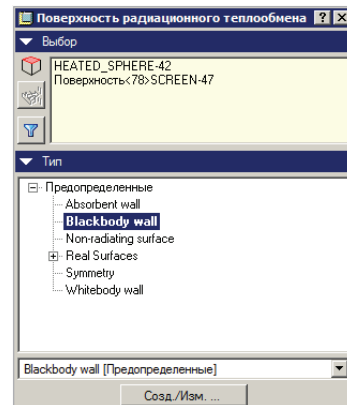 Поверхность радиационного теплообмена
Выбор
HEATED_SPHERE-42
Поверхность<78>SCREEN-47
Тип
Предопределенные
Absorbent wall
Blackbody wall
Non-radiating surface
Real Surfaces
Symmetry
Whitebody wall
Blackbody wall [Предопределенные]
Созд./Изм. ...